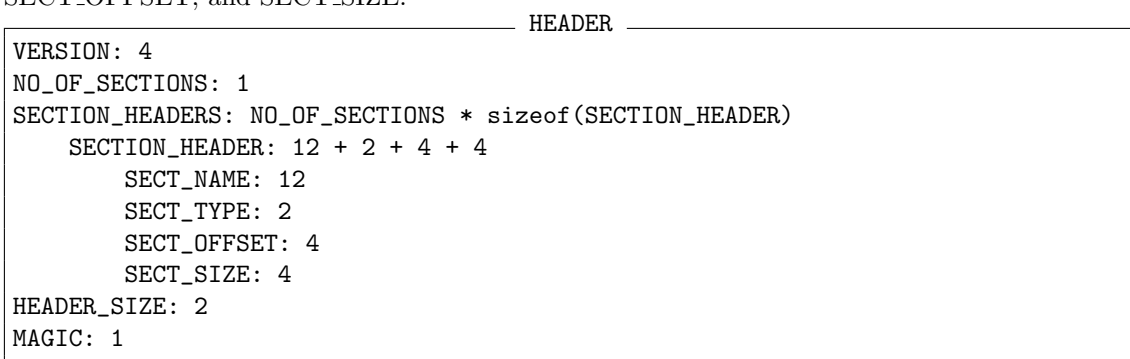 SECT_OFFSET, and SECT_SIZE.
HEADER
VERSION: 4
NO_OF_SECTIONS: 1
SECTION_HEADERS: NO_OF_SECTIONS * sizeof(SECTION_HEADER)
SECTION_HEADER: 12 + 2 + 4 + 4
SECT_NAME: 12
SECT_TYPE: 2
SECT_OFFSET: 4
SECT_SIZE: 4
HEADER_SIZE: 2
MAGIC: 1